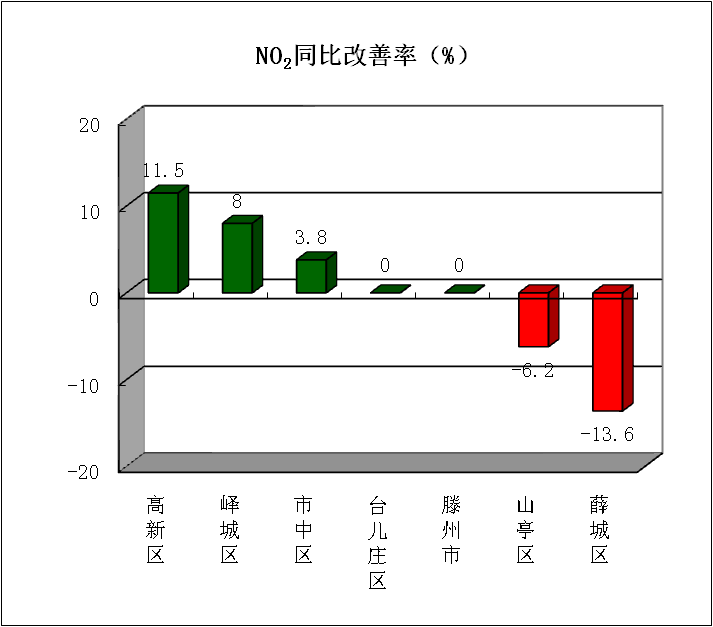 NO₂同比改善率（%）
20
10
0
-10
-20
11.5
8
3.8
0
0
-6.2
-13.6
高新区
峄城区
市中区
台儿庄区
滕州市
山亭区
薛城区